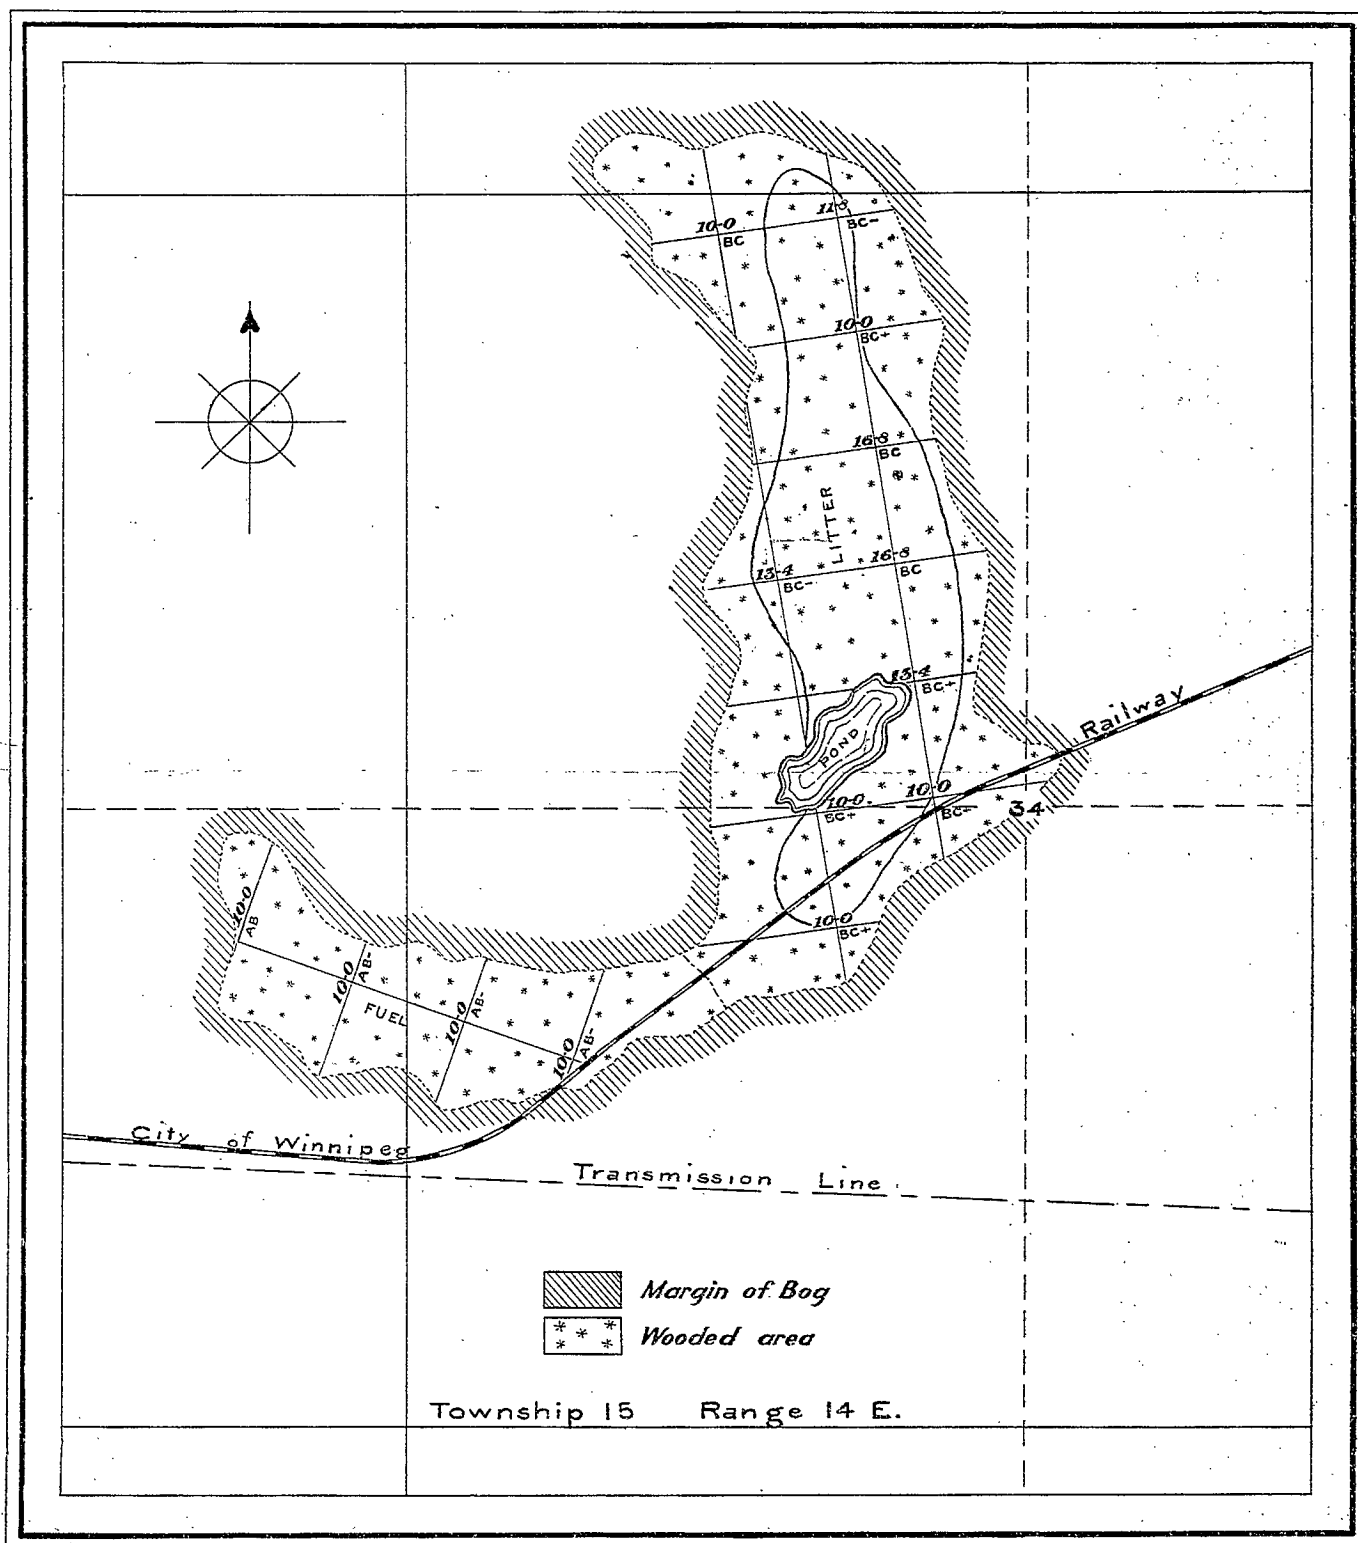 11-8
BC-
10-0
BC
10-0
BC+
16-8
BC
LITTER
16-8
BC
13-4
BC-
13-4
BC+
Railway
POND
10-0
10-0
BC+
34
10-0
AB
10-0
BC+
10-0
AB-
FUEL
10-0
AB-
10-0
AB-
City of Winnipeg
Transmission Line
Margin of Bog
Wooded area
Township 15 Range 14 E.